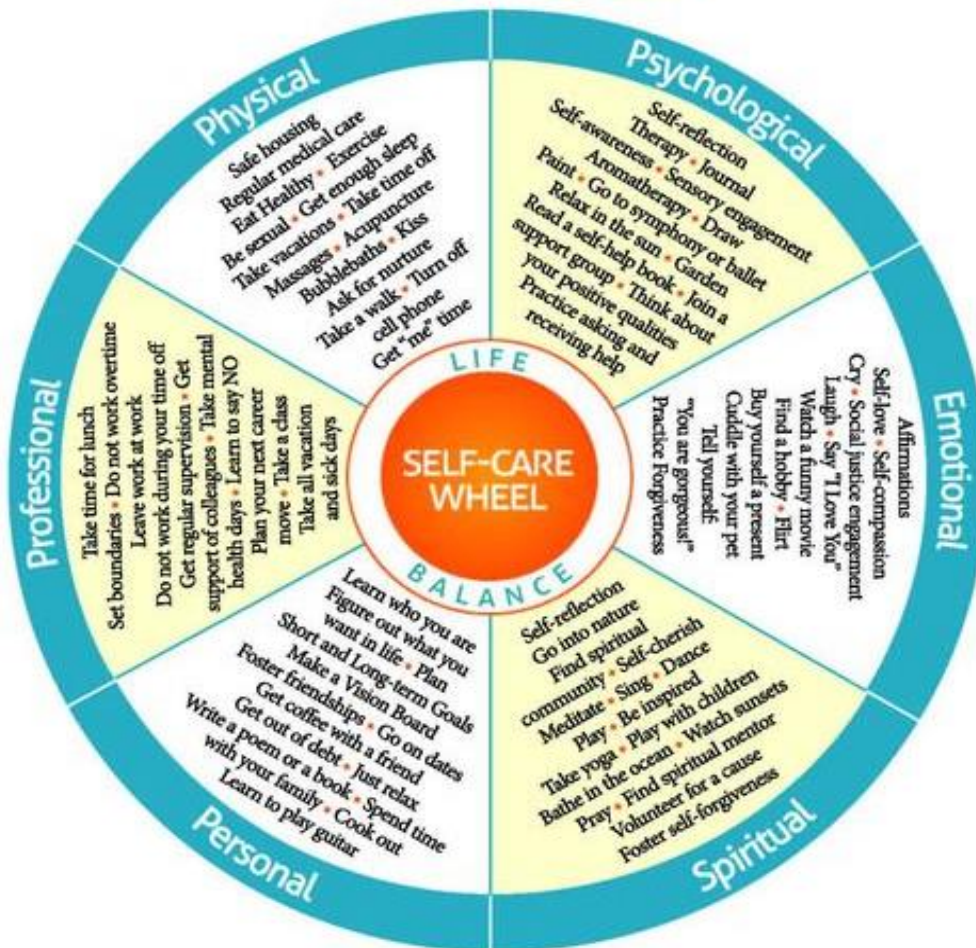 Physical
Safe housing
Regular medical care
Eat Healthy • Exercise
Be sexual • Get enough sleep
Take vacations • Take time off
Massages • Acupuncture
Bubblebaths • Kiss
Ask for nurture
Take a walk • Turn off
cell phone
Get “me” time
Psychological
Self-reflection
Therapy • Journal
Self-awareness • Sensory engagement
Aromatherapy • Draw
Paint • Go to symphony or ballet
Relax in the sun • Garden
Read a self-help book • Join a
support group • Think about
your positive qualities
Practice asking and
receiving help
Emotional
Affirmations
Self-love • Self-compassion
Cry • Social justice engagement
Laugh • Say "I Love You"
Watch a funny movie
Find a hobby • Flirt
Buy yourself a present
Cuddle with your pet
Tell yourself:
"You are gorgeous!"
Practice Forgiveness
Spiritual
Self-reflection
Go into nature
Find spiritual
community • Self-cherish
Meditate • Sing • Dance
Play • Be inspired
Take yoga • Play with children
Bathe in the ocean • Watch sunsets
Pray • Find spiritual mentor
Volunteer for a cause
Foster self-forgiveness
Personal
Learn who you are
Figure out what you
want in life • Plan
Short and Long-term Goals
Make a Vision Board
Foster friendships • Go on dates
Get coffee with a friend
Get out of debt • Just relax
Write a poem or a book • Spend time
with your family • Cook out
Learn to play guitar
Professional
Take time for lunch
Set boundaries • Do not work overtime
Leave work at work
Do not work during your time off
Get regular supervision • Get
support of colleagues • Take mental
health days • Learn to say NO
Plan your next career
move • Take a class
Take all vacation
and sick days
LIFE
SELF-CARE
WHEEL
BALANCE